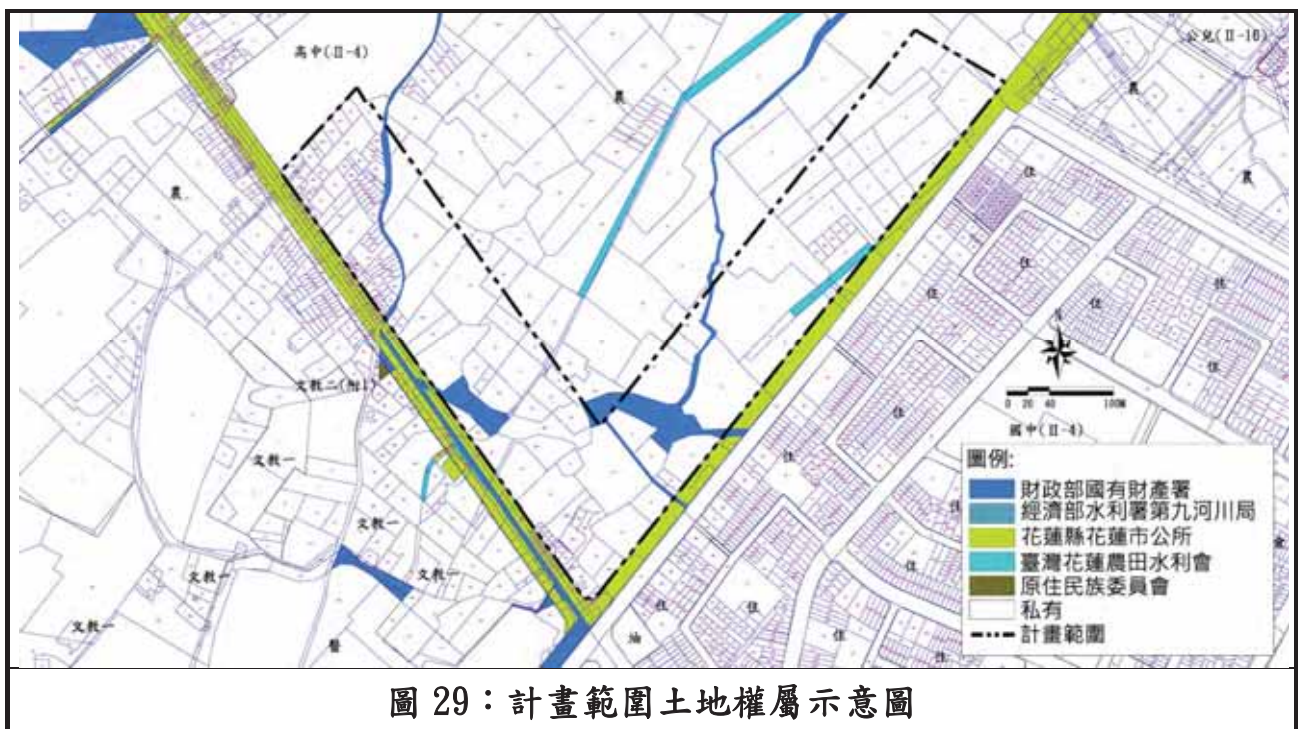 高中(Ⅱ-4)
公兒(Ⅱ-16)
農
農
農
農
住
住
住
住
住
住
住
文教二(附1)
文教一
文教一
文教一
文教一
文教一
醫
油
住
住
住
住
住
住
住
0 20 40 100M
國中(Ⅱ-4)
圖例:
財政部國有財產署
經濟部水利署第九河川局
花蓮縣花蓮市公所
臺灣花蓮農田水利會
原住民族委員會
私有
計畫範圍
圖 29：計畫範圍土地權屬示意圖